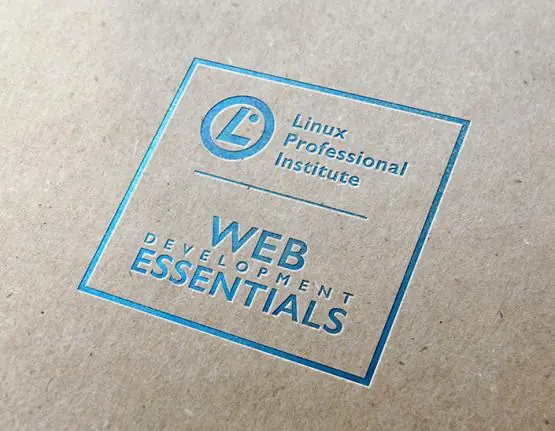 L
Linux
Professional
Institute
WEB
DEVELOPMENT
ESSENTIALS